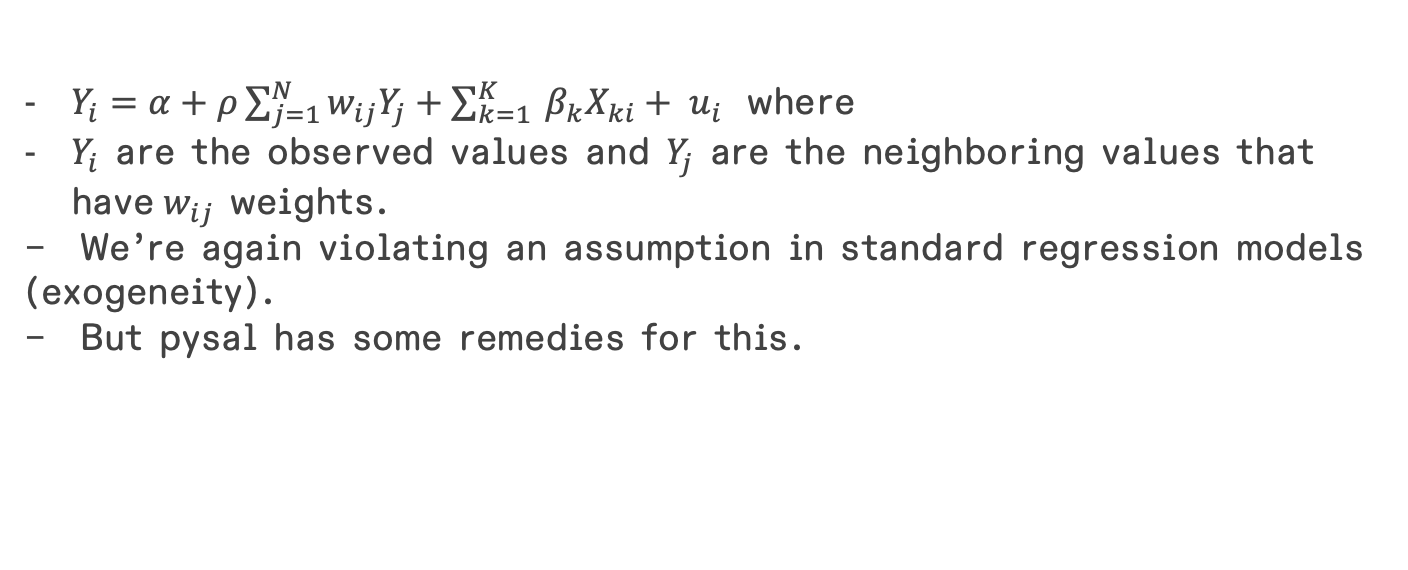 - Yᵢ = α + ρ ∑ⱼ₌₁ᴺ wᵢⱼYⱼ + ∑ₖ₌₁ᴷ βₖXₖᵢ + uᵢ where
- Yᵢ are the observed values and Yⱼ are the neighboring values that
have wᵢⱼ weights.
– We’re again violating an assumption in standard regression models
(exogeneity).
– But pysal has some remedies for this.